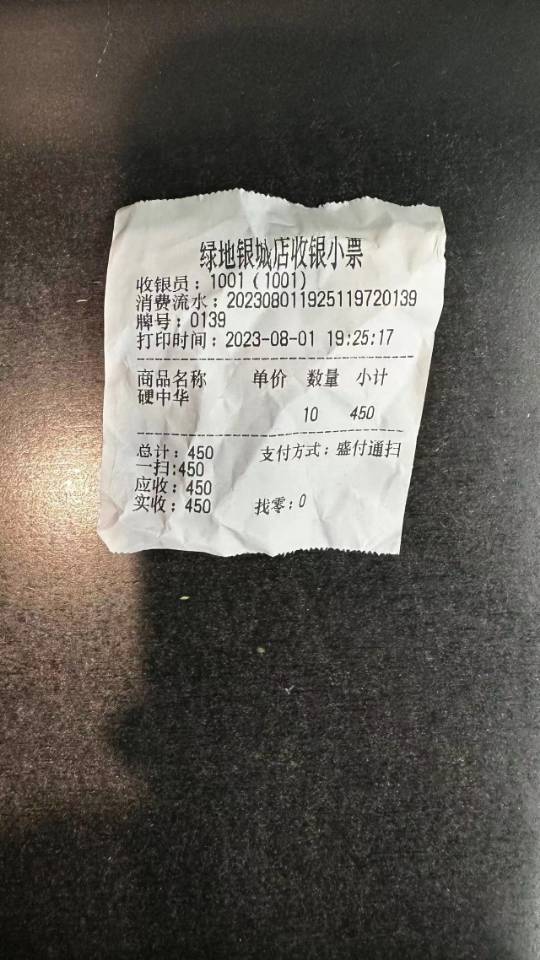 绿地银城店收银小票
收银员：1001（1001）
消费流水：202308011925119720139
牌号：0139
打印时间：2023-08-01 19:25:17
商品名称 单价 数量 小计
硬中华
10 450
总计：450 支付方式：盛付通扫
一扫:450
应收：450
实收：450 找零：0